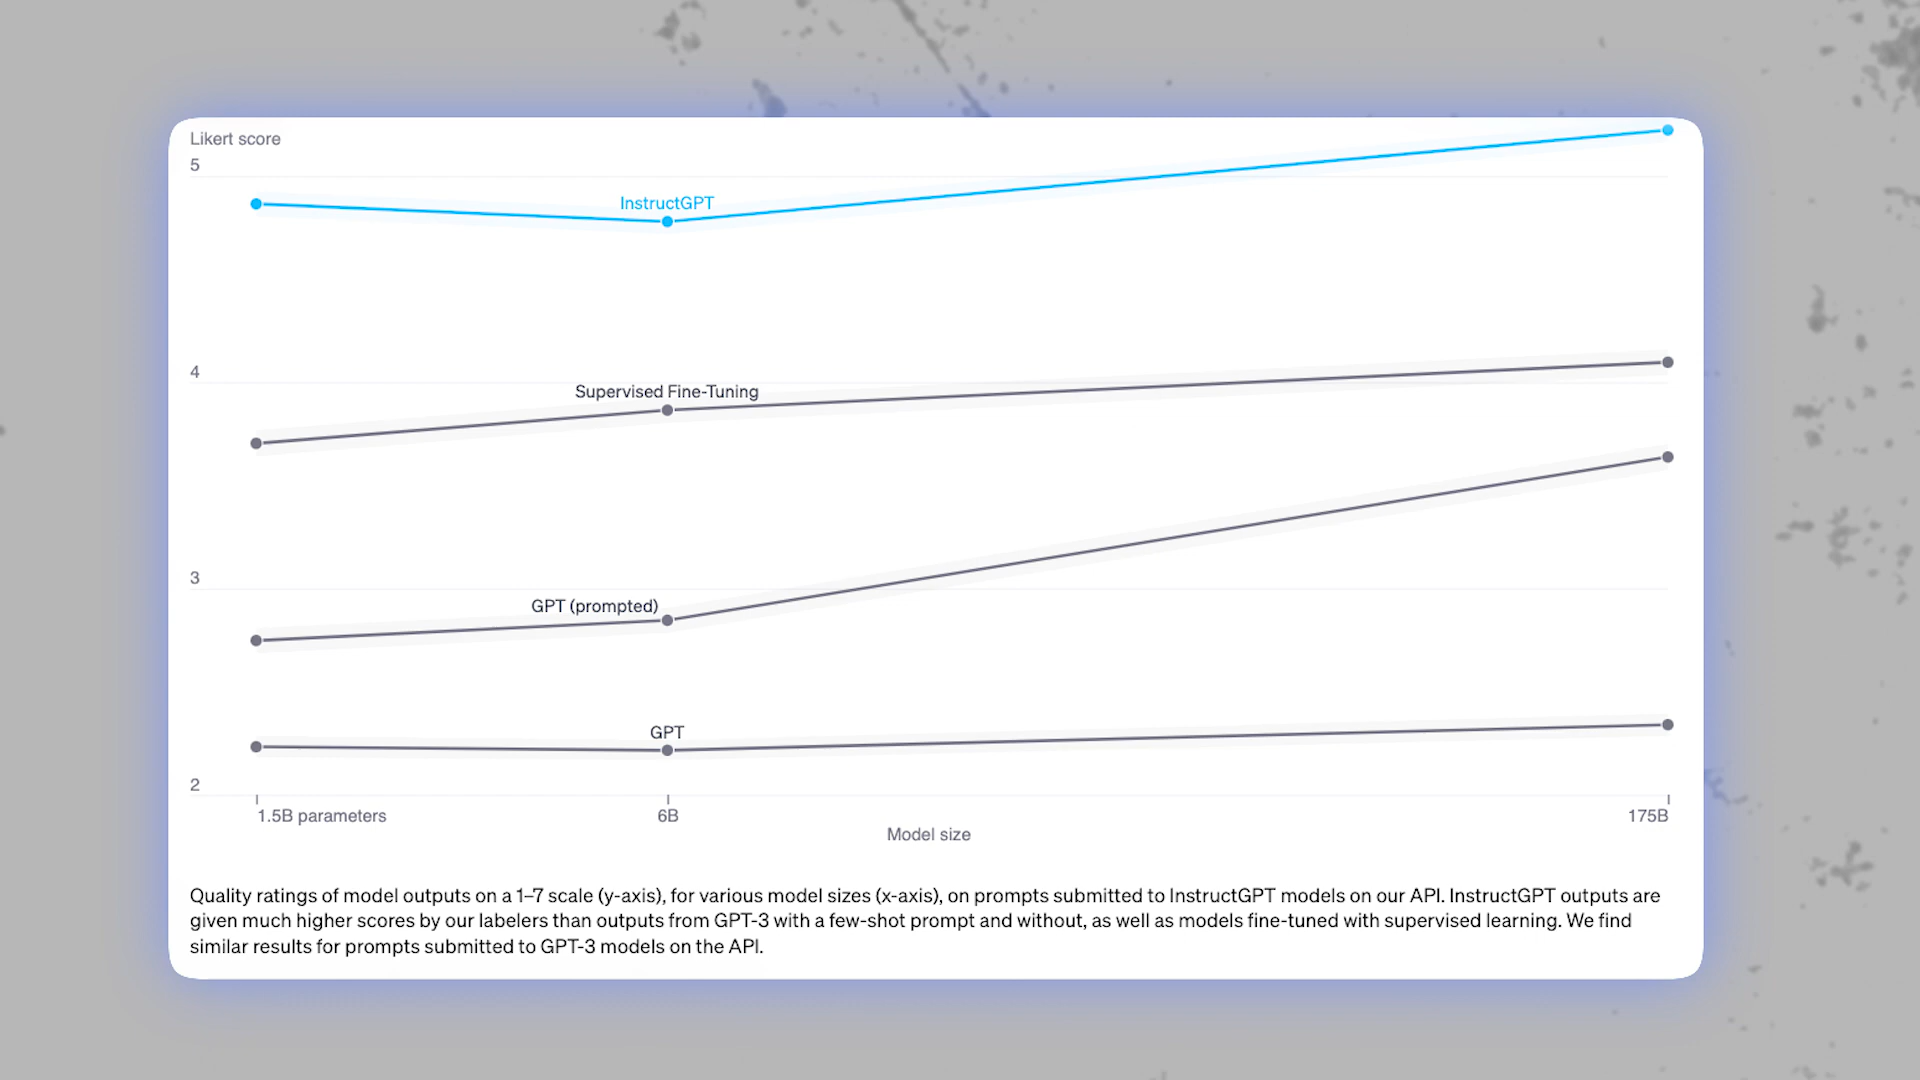 Likert score
5
InstructGPT
4
Supervised Fine-Tuning
3
GPT (prompted)
GPT
2
1.5B parameters
6B
175B
Model size
Quality ratings of model outputs on a 1–7 scale (y-axis), for various model sizes (x-axis), on prompts submitted to InstructGPT models on our API. InstructGPT outputs are
given much higher scores by our labelers than outputs from GPT-3 with a few-shot prompt and without, as well as models fine-tuned with supervised learning. We find
similar results for prompts submitted to GPT-3 models on the API.